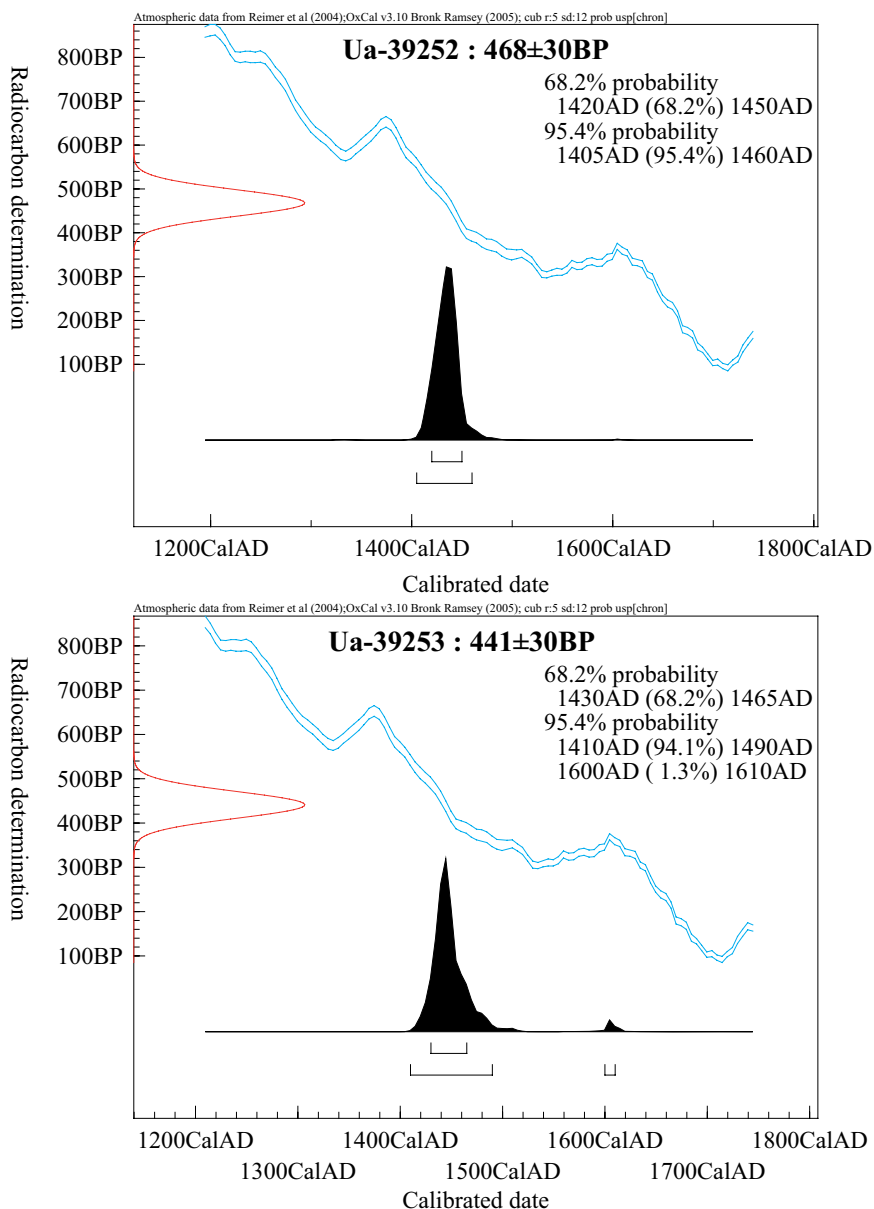 Atmospheric data from Reimer et al (2004);OxCal v3.10 Bronk Ramsey (2005); cub r:5 sd:12 prob usp[chron]
Ua-39252 : 468±30BP
68.2% probability
1420AD (68.2%) 1450AD
95.4% probability
1405AD (95.4%) 1460AD
Radiocarbon determination
800BP
700BP
600BP
500BP
400BP
300BP
200BP
100BP
1200CalAD 1400CalAD 1600CalAD 1800CalAD
Calibrated date
Atmospheric data from Reimer et al (2004);OxCal v3.10 Bronk Ramsey (2005); cub r:5 sd:12 prob usp[chron]
Ua-39253 : 441±30BP
68.2% probability
1430AD (68.2%) 1465AD
95.4% probability
1410AD (94.1%) 1490AD
1600AD ( 1.3%) 1610AD
Radiocarbon determination
800BP
700BP
600BP
500BP
400BP
300BP
200BP
100BP
1200CalAD 1400CalAD 1600CalAD 1800CalAD
1300CalAD 1500CalAD 1700CalAD
Calibrated date